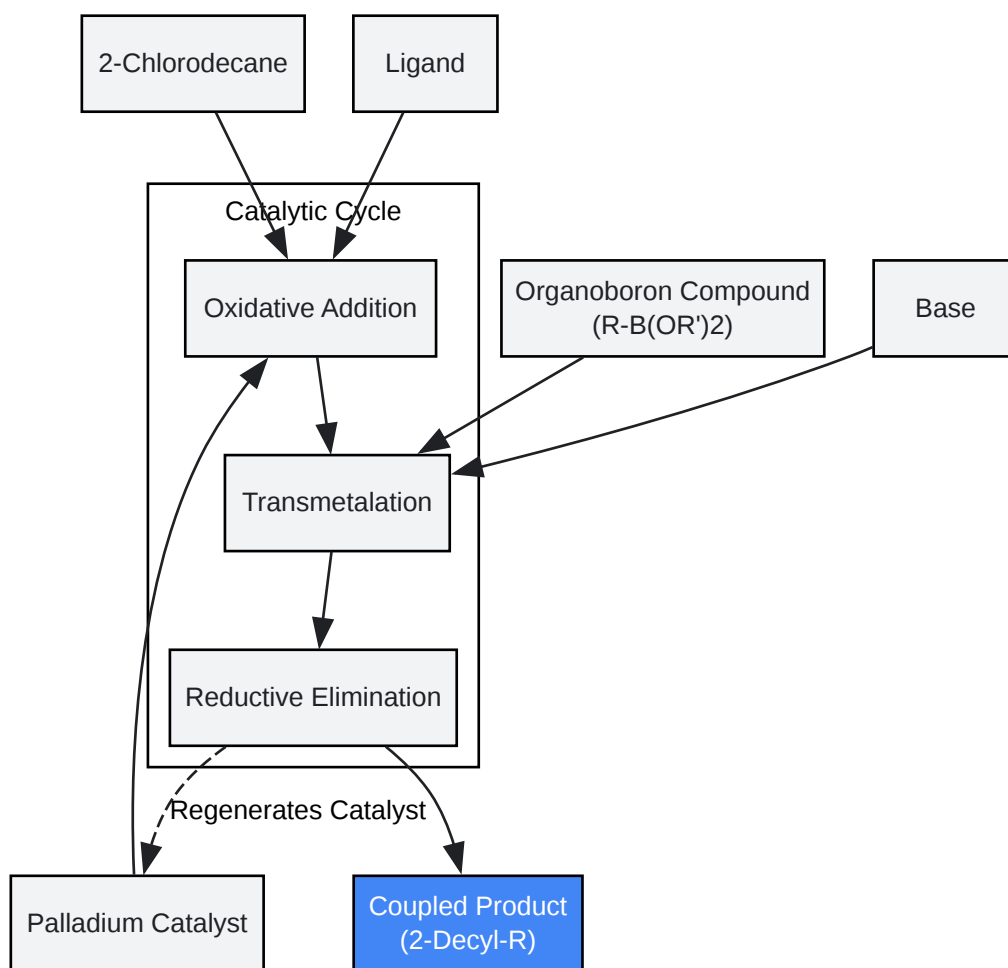 2-Chlorodecane
Ligand
Catalytic Cycle
Oxidative Addition
Organoboron Compound
(R-B(OR')2)
Base
Transmetalation
Reductive Elimination
Regenerates Catalyst
Palladium Catalyst
Coupled Product
(2-Decyl-R)